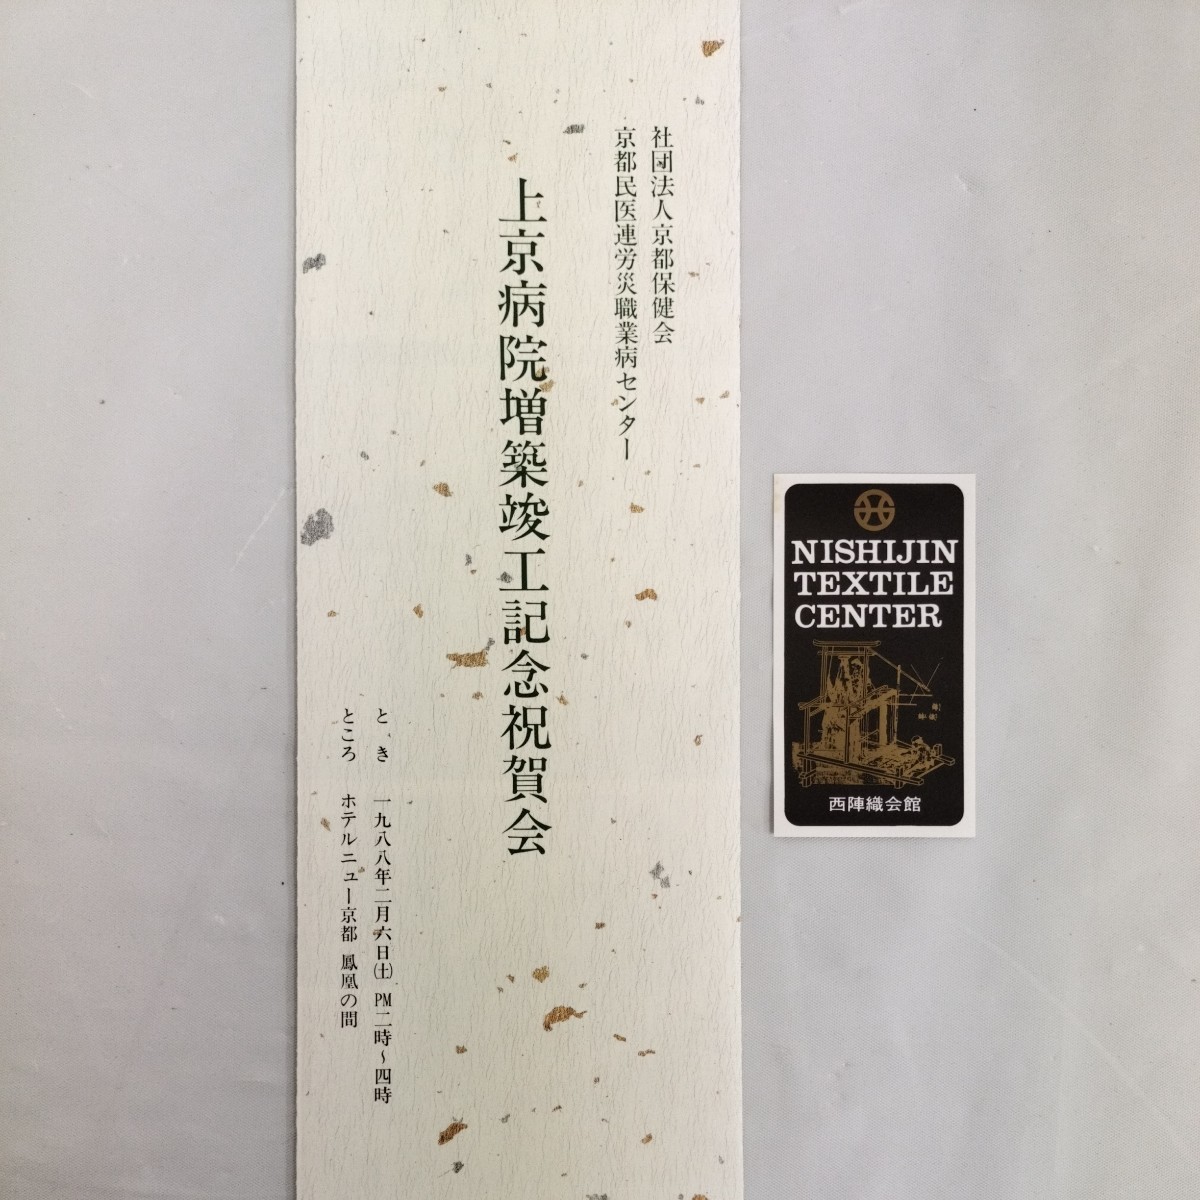 社団法人京都保健会
京都民医連労災職業病センター
上京病院増築竣工記念祝賀会
とき 一九八八年二月六日(土) PM二時~四時
ところ ホテルニュー京都 鳳凰の間
NISHIJIN
TEXTILE
CENTER
西陣織会館